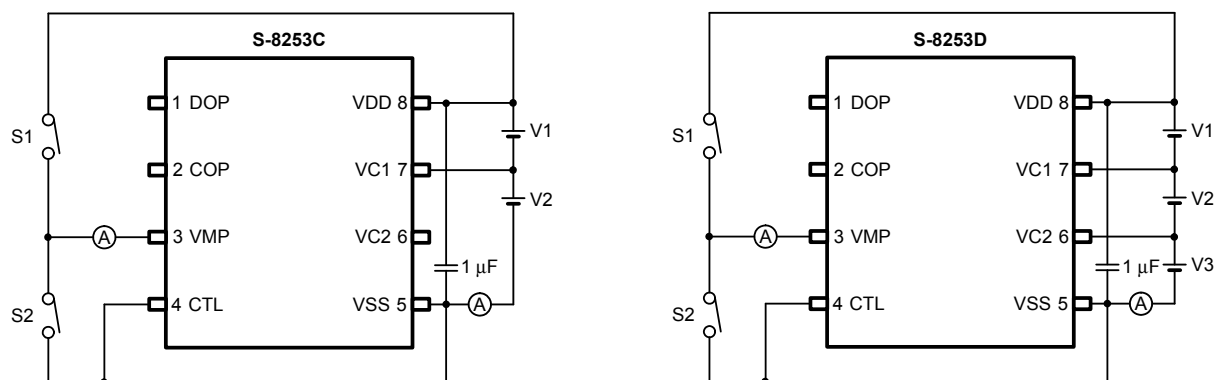 S-8253C
1 DOP
VDD 8
S1
V1
2 COP
VC1 7
V2
A
3 VMP
VC2 6
1 μF
S2
4 CTL
VSS 5
A
S-8253D
1 DOP
VDD 8
S1
V1
2 COP
VC1 7
V2
A
3 VMP
VC2 6
1 μF
V3
S2
4 CTL
VSS 5
A